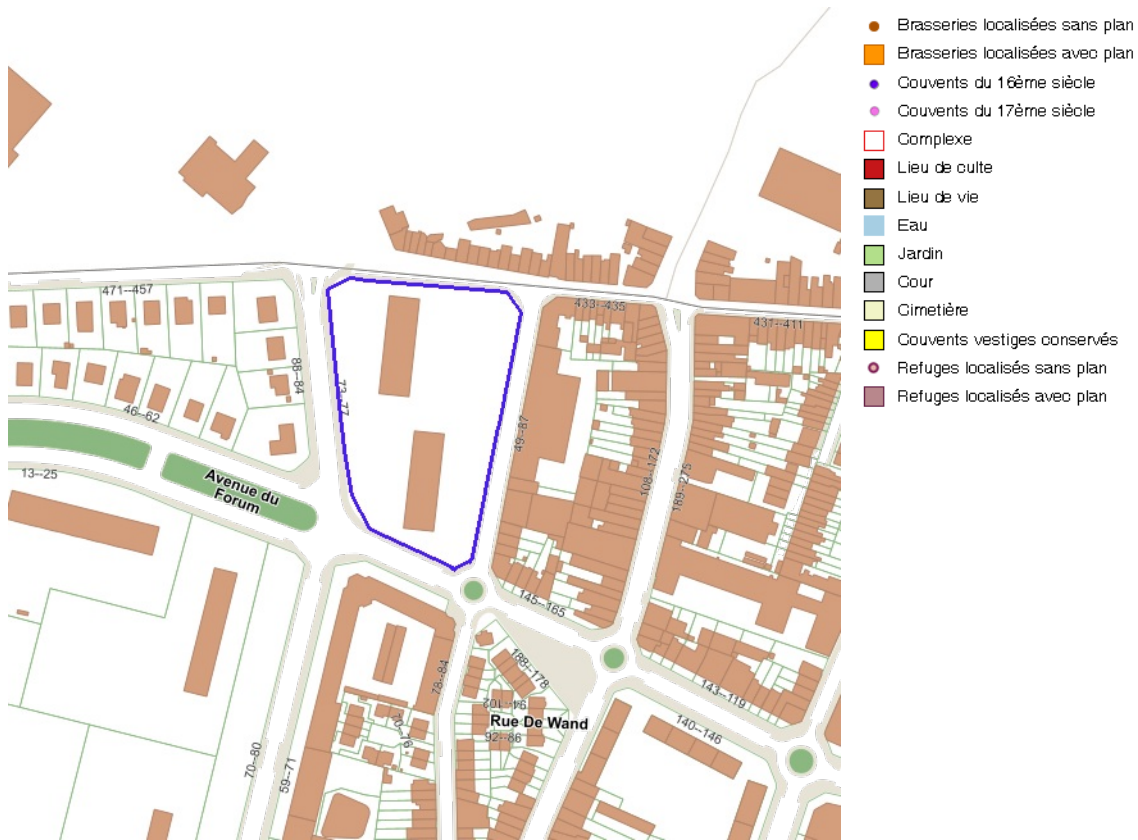 Brasseries localisées sans plan
Brasseries localisées avec plan
Couvents du 16ème siècle
Couvents du 17ème siècle
Complexe
Lieu de culte
Lieu de vie
Eau
Jardin
Cour
Cimetière
Couvents vestiges conservés
Refuges localisés sans plan
Refuges localisés avec plan
471--457
433--435
431--411
88--84
73--77
46--62
49--87
108--172
189--275
13--25
Avenue du
Forum
145--165
188--178
78--84
94--102
Rue De Wand
86--92
143--119
140--146
70--76
70--80
59--71